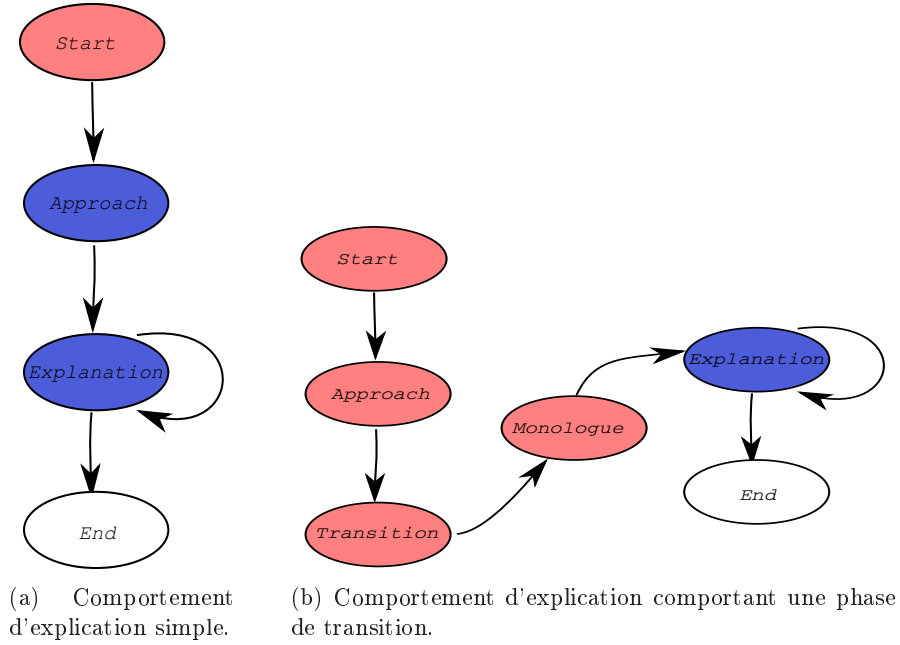 Start
Approach
Explanation
End
(a) Comportement
d'explication simple.
Start
Approach
Transition
Monologue
Explanation
End
(b) Comportement d'explication comportant une phase
de transition.